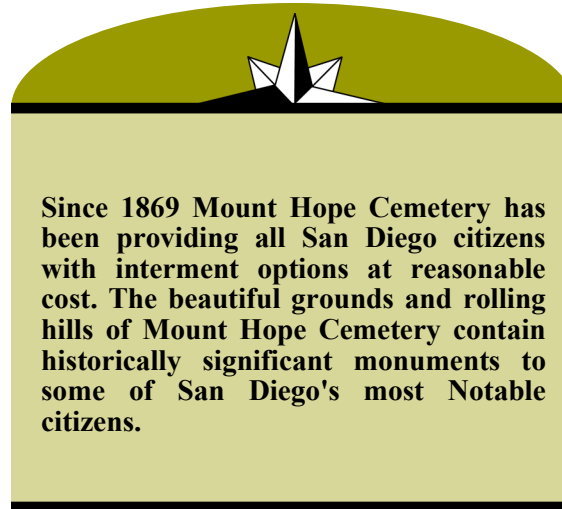 Since 1869 Mount Hope Cemetery has
been providing all San Diego citizens
with interment options at reasonable
cost. The beautiful grounds and rolling
hills of Mount Hope Cemetery contain
historically significant monuments to
some of San Diego's most Notable
citizens.